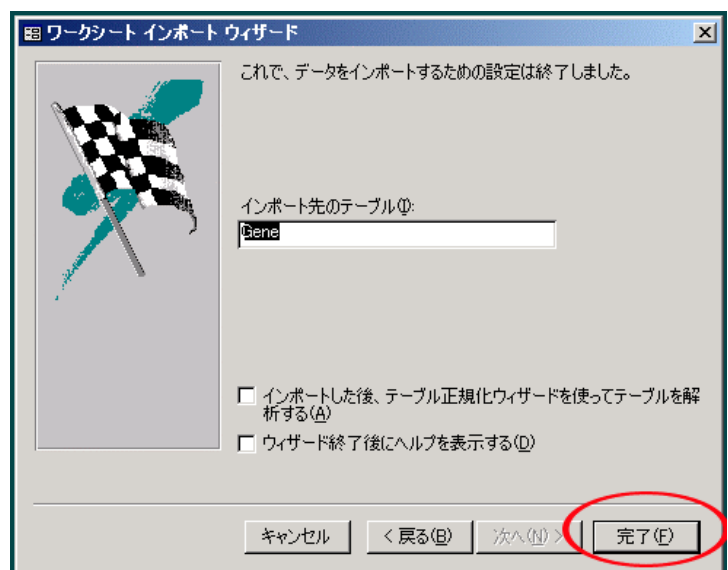 ワークシート インポート ウィザード
これで、データをインポートするための設定は終了しました。
インポート先のテーブル(I):
Gene
インポートした後、テーブル正規化ウィザードを使ってテーブルを解
析する(A)
ウィザード終了後にヘルプを表示する(D)
キャンセル
< 戻る(B)
次へ(N) >
完了(F)